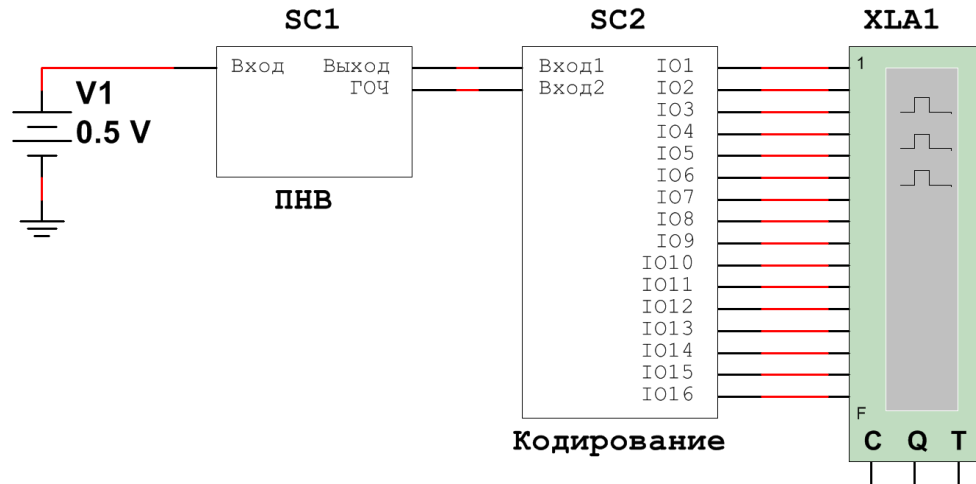 SC1
SC2
XLA1
V1
0.5 V
Вход Выход
ГОЧ
ПНВ
Вход1 IO1
Вход2 IO2
IO3
IO4
IO5
IO6
IO7
IO8
IO9
IO10
IO11
IO12
IO13
IO14
IO15
IO16
Кодирование
1
F
C Q T